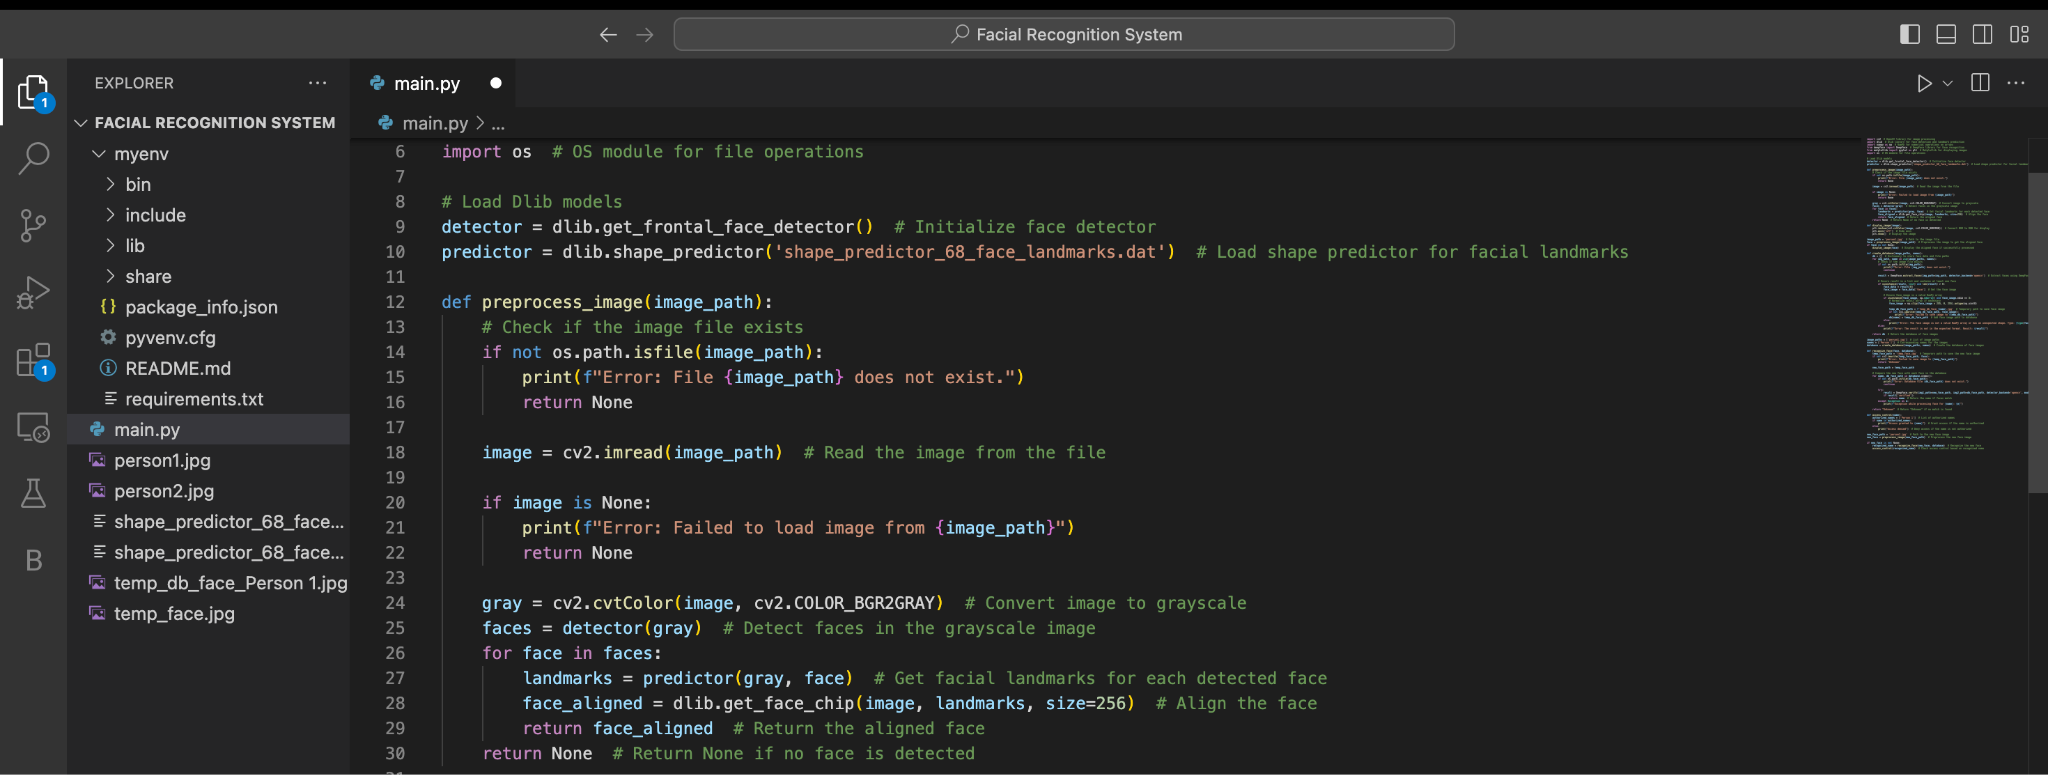 Facial Recognition System
EXPLORER
main.py
1
FACIAL RECOGNITION SYSTEM
main.py > ...
myenv
bin
include
lib
share
{} package_info.json
pyvenv.cfg
README.md
1
requirements.txt
main.py
person1.jpg
person2.jpg
shape_predictor_68_face...
shape_predictor_68_face...
temp_db_face_Person 1.jpg
temp_face.jpg
B
6 import os  # OS module for file operations
7
8 # Load Dlib models
9 detector = dlib.get_frontal_face_detector()  # Initialize face detector
10 predictor = dlib.shape_predictor('shape_predictor_68_face_landmarks.dat')  # Load shape predictor for facial landmarks
11
12 def preprocess_image(image_path):
13     # Check if the image file exists
14     if not os.path.isfile(image_path):
15         print(f"Error: File {image_path} does not exist.")
16         return None
17
18     image = cv2.imread(image_path)  # Read the image from the file
19
20     if image is None:
21         print(f"Error: Failed to load image from {image_path}")
22         return None
23
24     gray = cv2.cvtColor(image, cv2.COLOR_BGR2GRAY)  # Convert image to grayscale
25     faces = detector(gray)  # Detect faces in the grayscale image
26     for face in faces:
27         landmarks = predictor(gray, face)  # Get facial landmarks for each detected face
28         face_aligned = dlib.get_face_chip(image, landmarks, size=256)  # Align the face
29         return face_aligned  # Return the aligned face
30     return None  # Return None if no face is detected